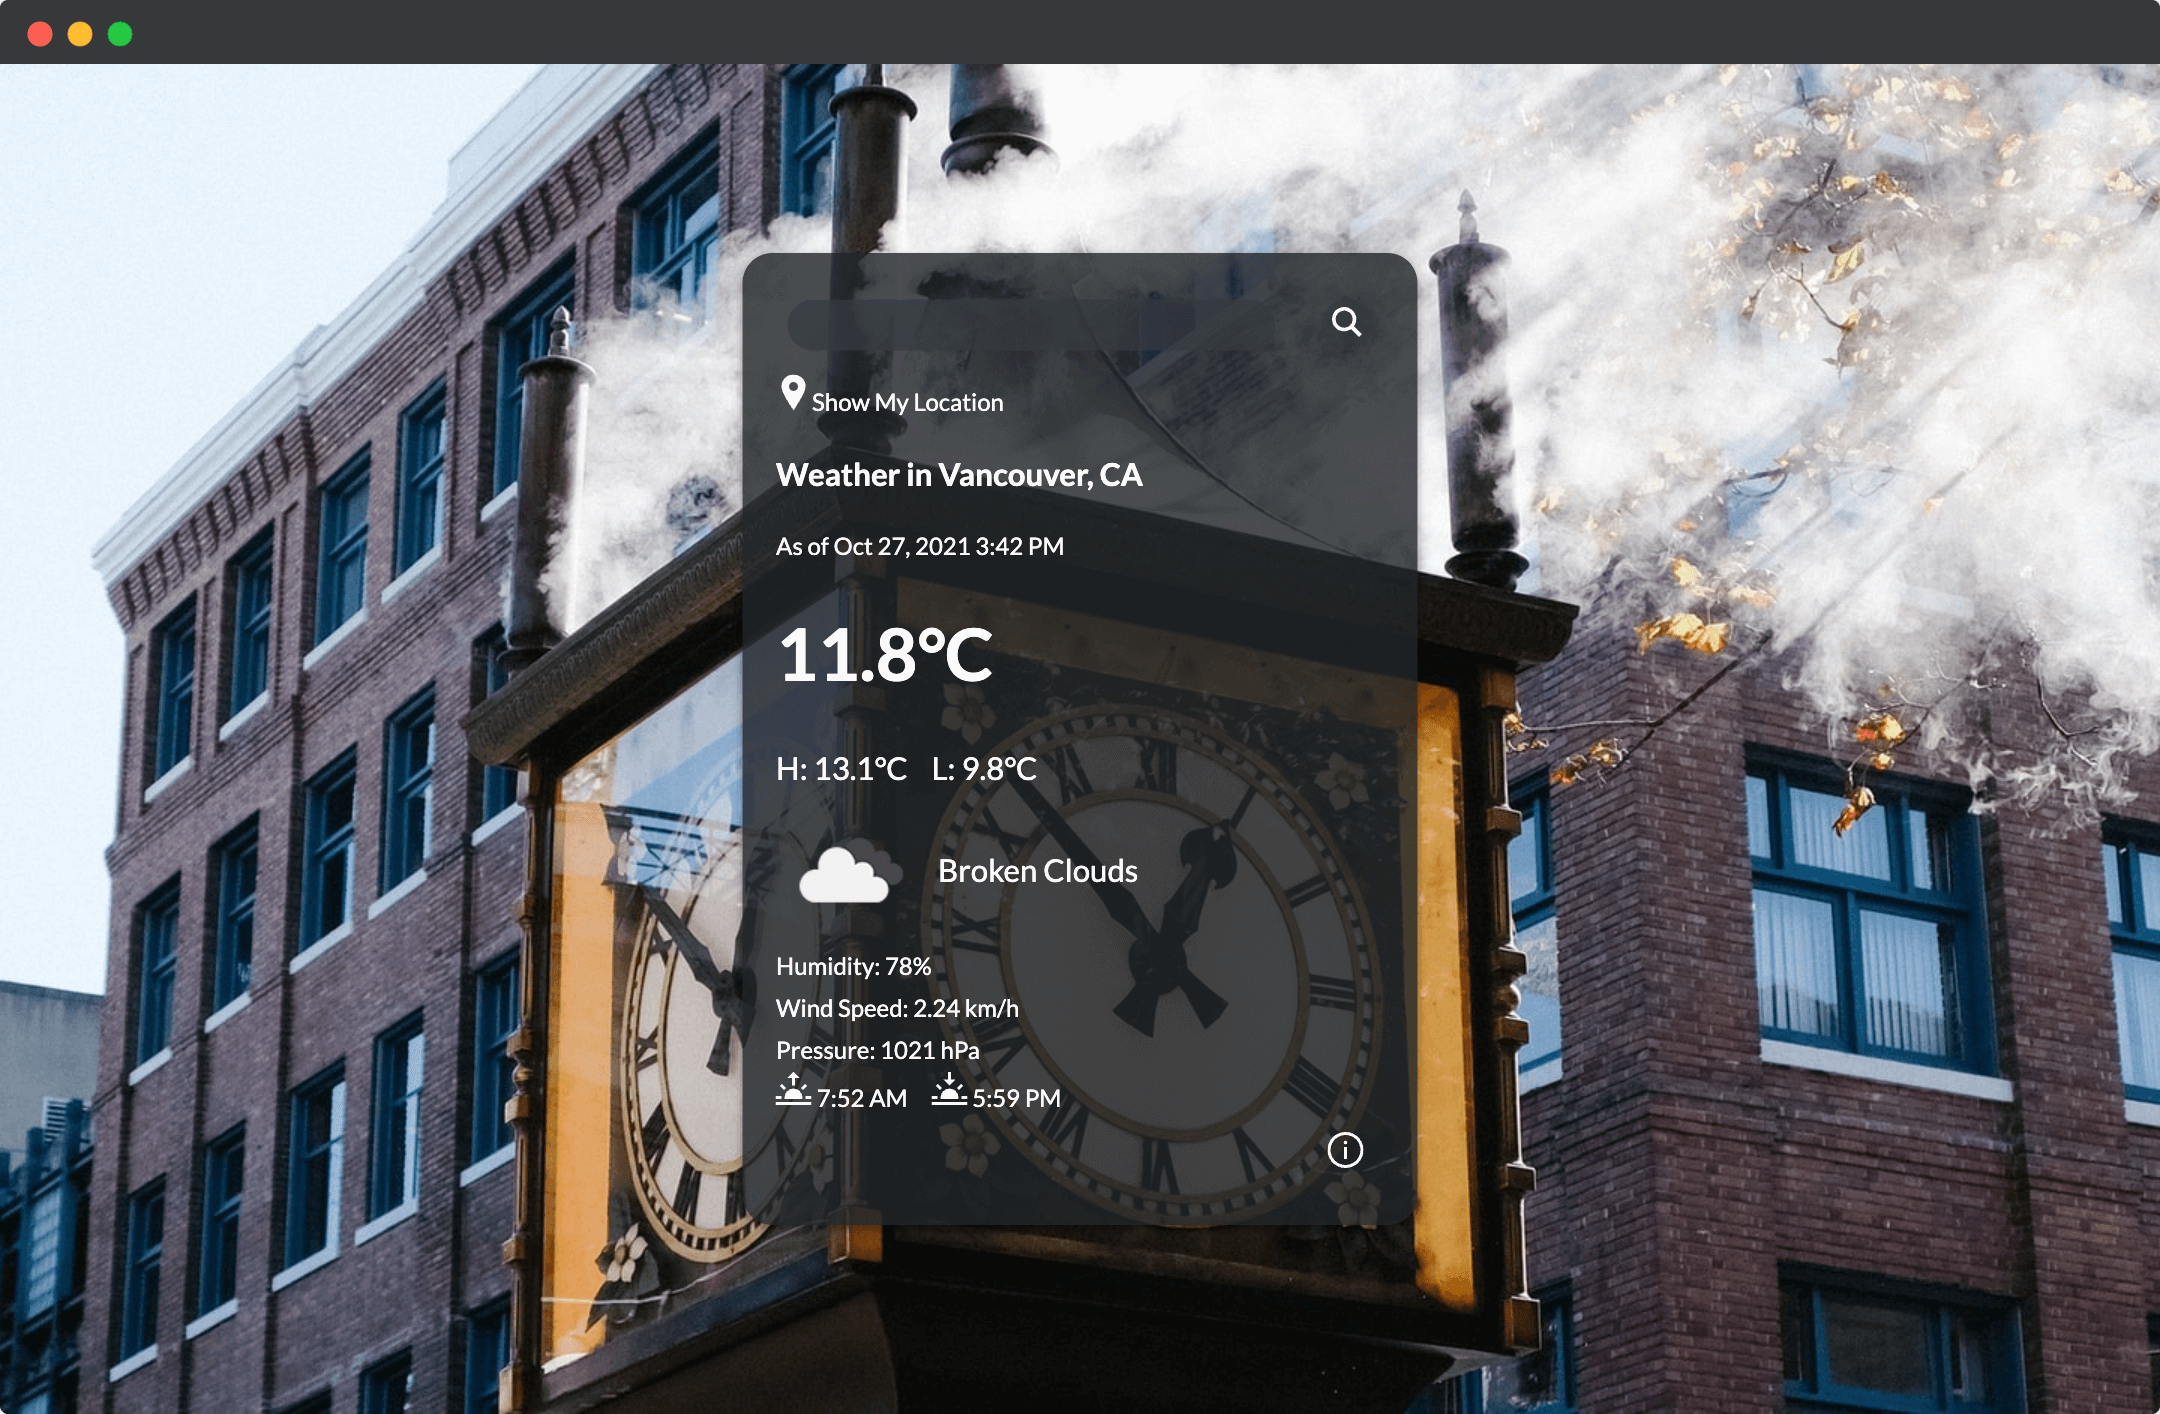 Show My Location
Weather in Vancouver, CA
As of Oct 27, 2021 3:42 PM
11.8°C
H: 13.1°C L: 9.8°C
Broken Clouds
Humidity: 78%
Wind Speed: 2.24 km/h
Pressure: 1021 hPa
7:52 AM 5:59 PM